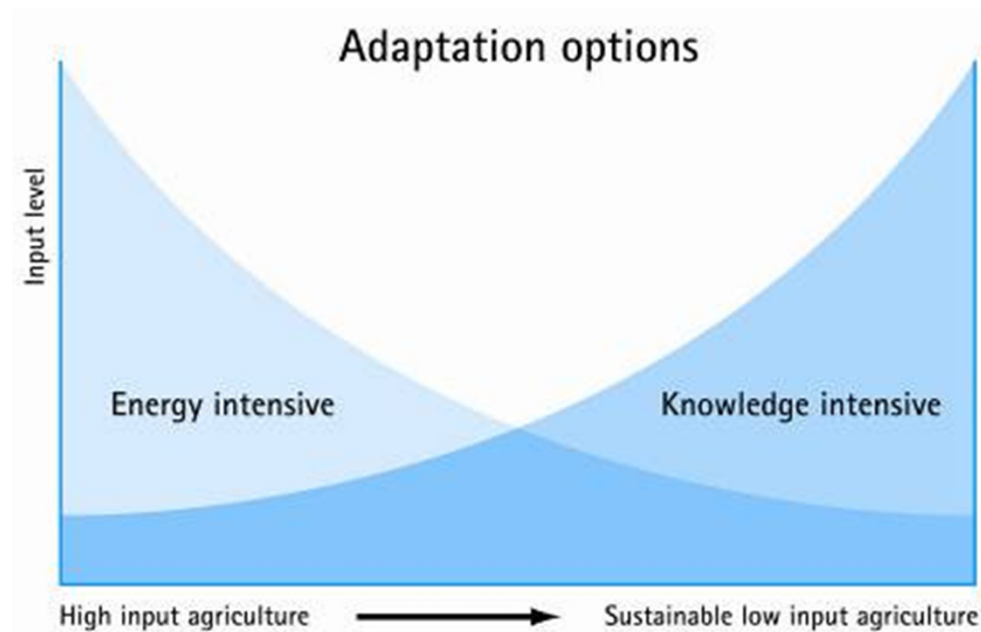 Adaptation options
Input level
Energy intensive
Knowledge intensive
High input agriculture
Sustainable low input agriculture